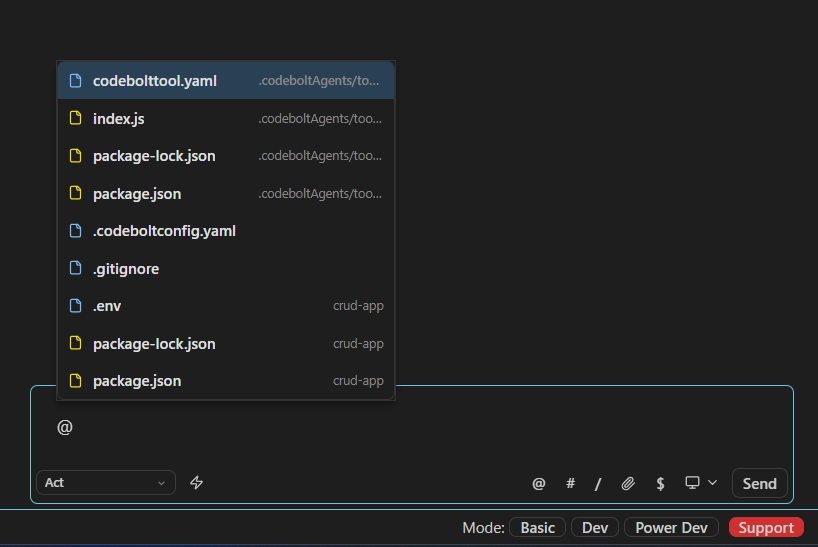 codebolttool.yaml .codeboltAgents/to...
index.js .codeboltAgents/too...
package-lock.json .codeboltAgents/too...
package.json .codeboltAgents/too...
.codeboltconfig.yaml
.gitignore
.env crud-app
package-lock.json crud-app
package.json crud-app
@
Act @ # / $ Send
Mode: Basic Dev Power Dev Support